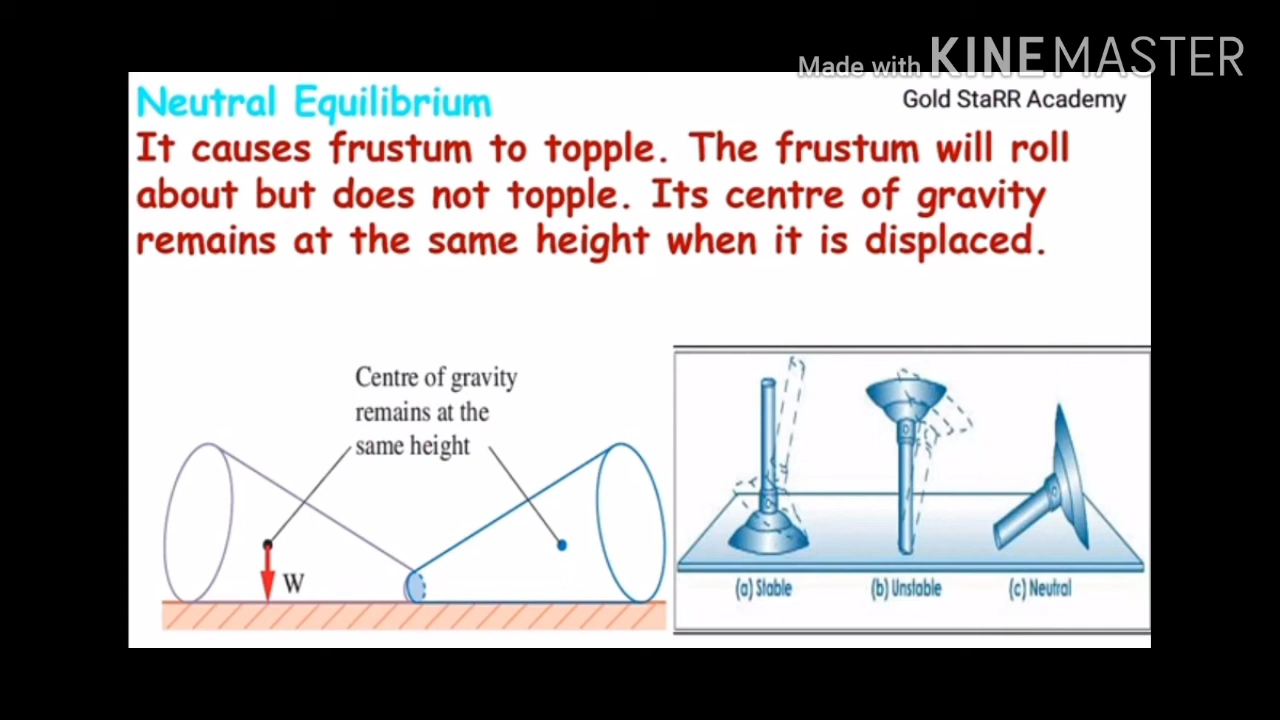 Made with KINEMASTER
Neutral Equilibrium
Gold StaRR Academy
It causes frustum to topple. The frustum will roll
about but does not topple. Its centre of gravity
remains at the same height when it is displaced.
Centre of gravity
remains at the
same height
W
(a) Stable
(b) Unstable
(c) Neutral